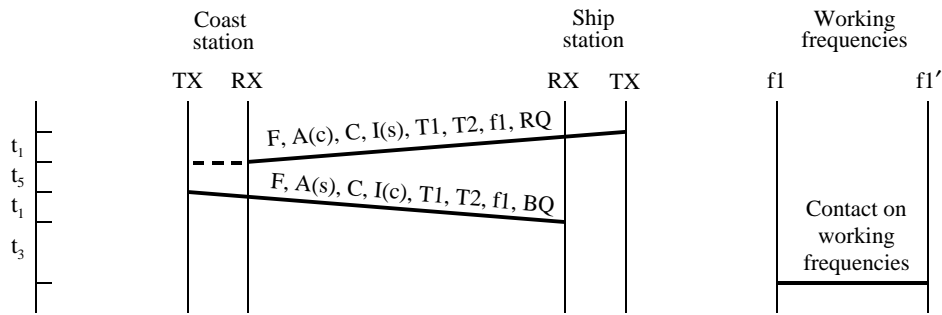 Coast station
Ship station
Working frequencies
TX RX RX TX f1 f1′
F, A(c), C, I(s), T1, T2, f1, RQ
t₁
t₅
F, A(s), C, I(c), T1, T2, f1, BQ
t₁
t₃
Contact on
working
frequencies